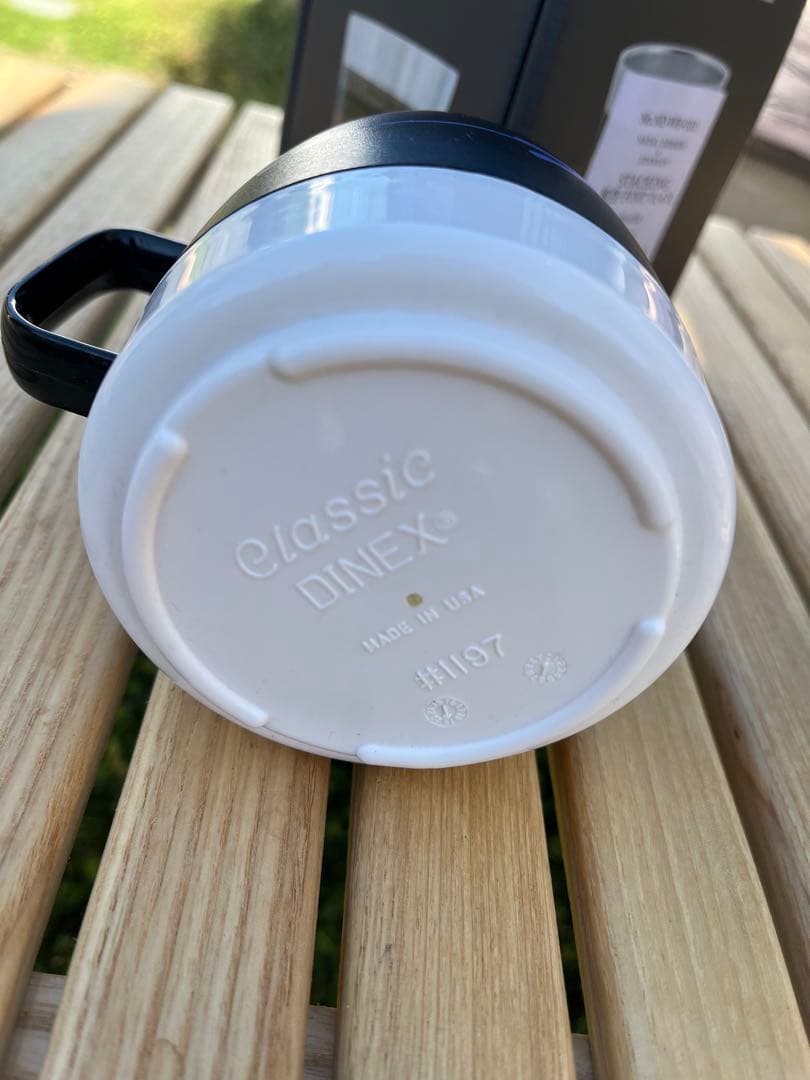 Classic
DINEX®
MADE IN USA
#1197